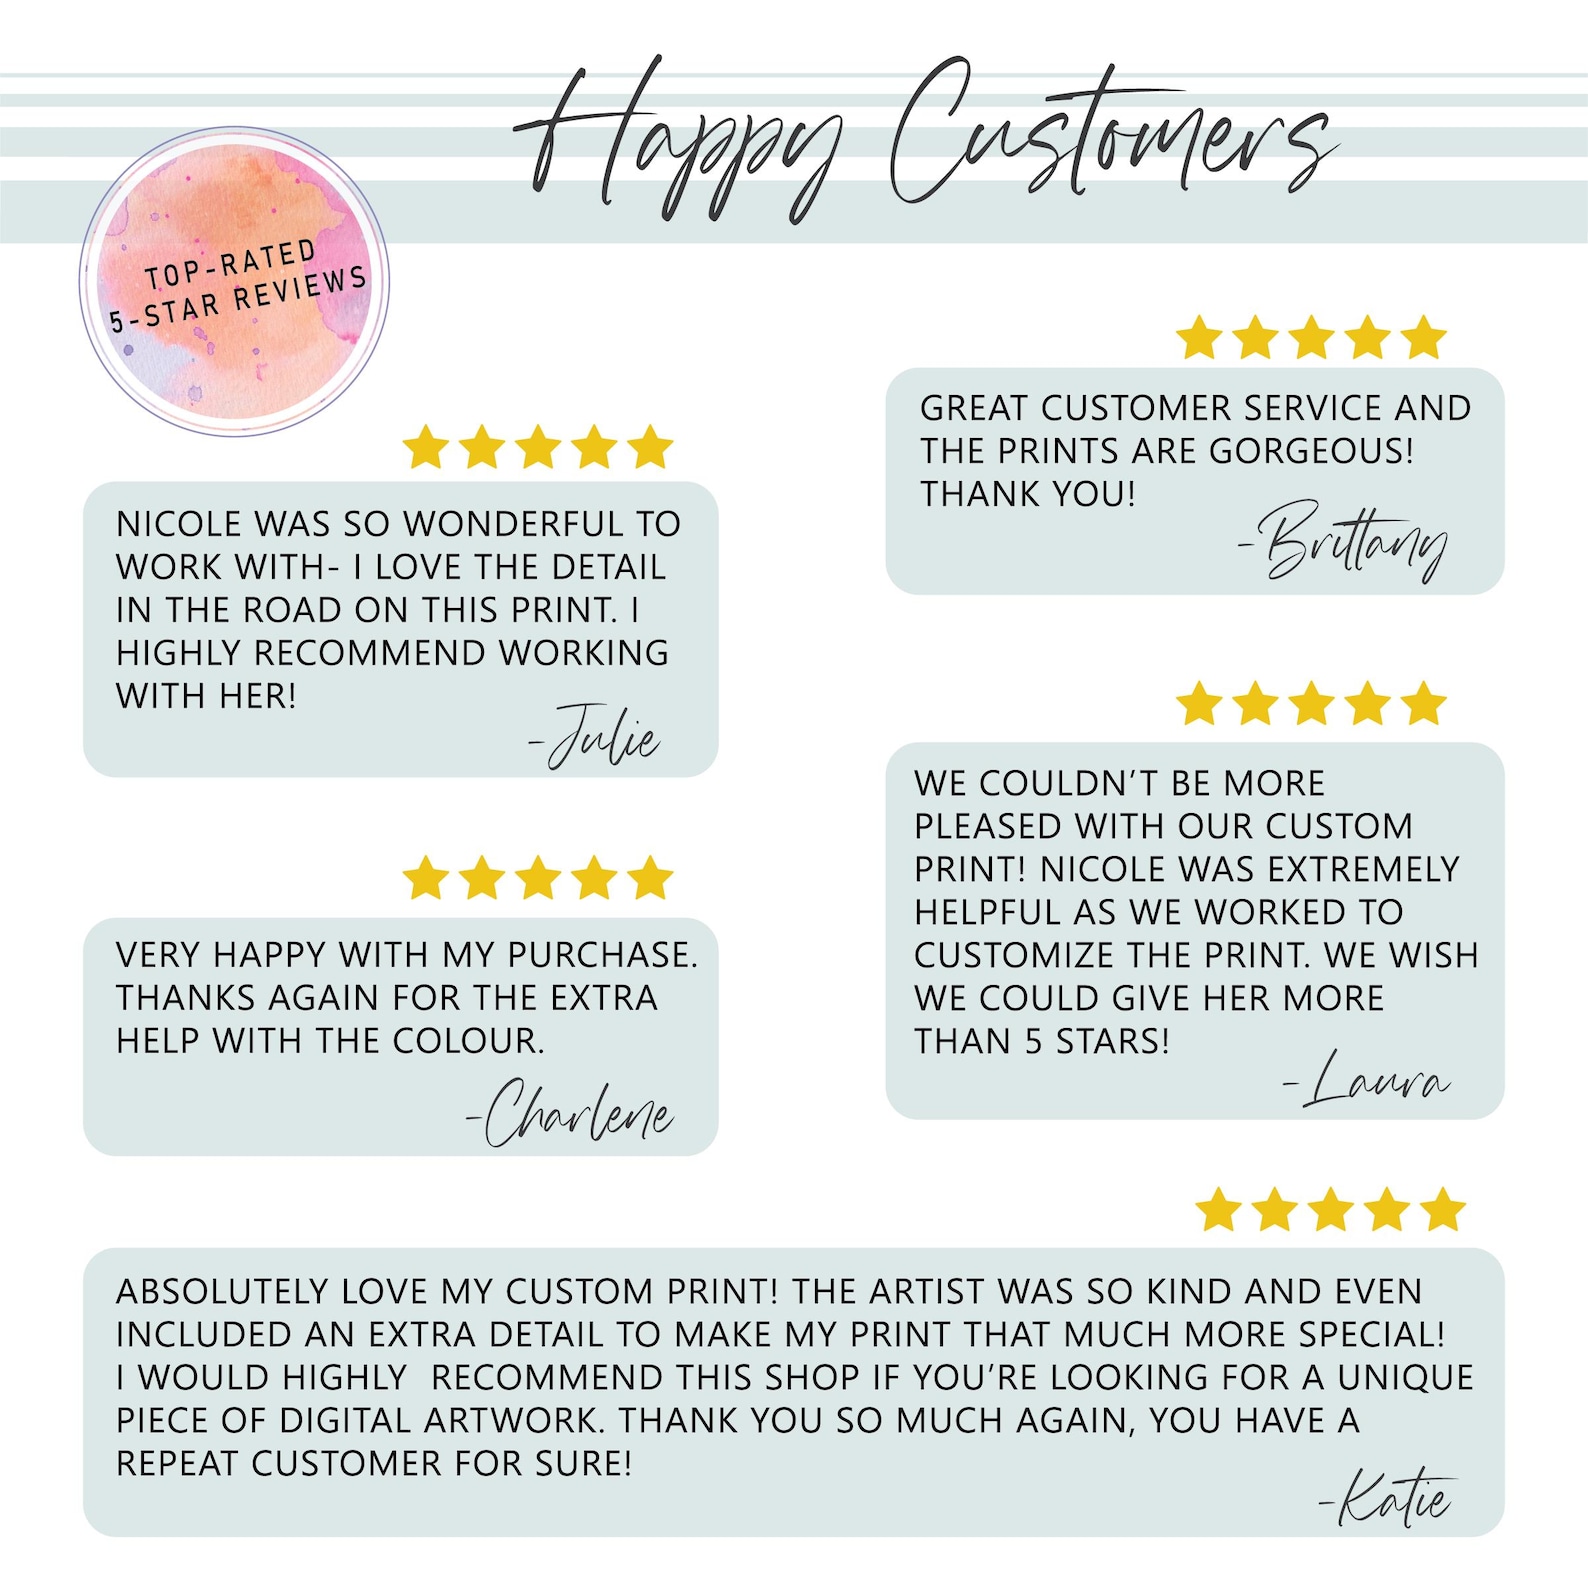 Happy Customers
TOP-RATED
5-STAR REVIEWS
NICOLE WAS SO WONDERFUL TO
WORK WITH- I LOVE THE DETAIL
IN THE ROAD ON THIS PRINT. I
HIGHLY RECOMMEND WORKING
WITH HER!
-Julie
GREAT CUSTOMER SERVICE AND
THE PRINTS ARE GORGEOUS!
THANK YOU!
-Brittany
VERY HAPPY WITH MY PURCHASE.
THANKS AGAIN FOR THE EXTRA
HELP WITH THE COLOUR.
-Charlene
WE COULDN’T BE MORE
PLEASED WITH OUR CUSTOM
PRINT! NICOLE WAS EXTREMELY
HELPFUL AS WE WORKED TO
CUSTOMIZE THE PRINT. WE WISH
WE COULD GIVE HER MORE
THAN 5 STARS!
-Laura
ABSOLUTELY LOVE MY CUSTOM PRINT! THE ARTIST WAS SO KIND AND EVEN
INCLUDED AN EXTRA DETAIL TO MAKE MY PRINT THAT MUCH MORE SPECIAL!
I WOULD HIGHLY  RECOMMEND THIS SHOP IF YOU’RE LOOKING FOR A UNIQUE
PIECE OF DIGITAL ARTWORK. THANK YOU SO MUCH AGAIN, YOU HAVE A
REPEAT CUSTOMER FOR SURE!
-Katie